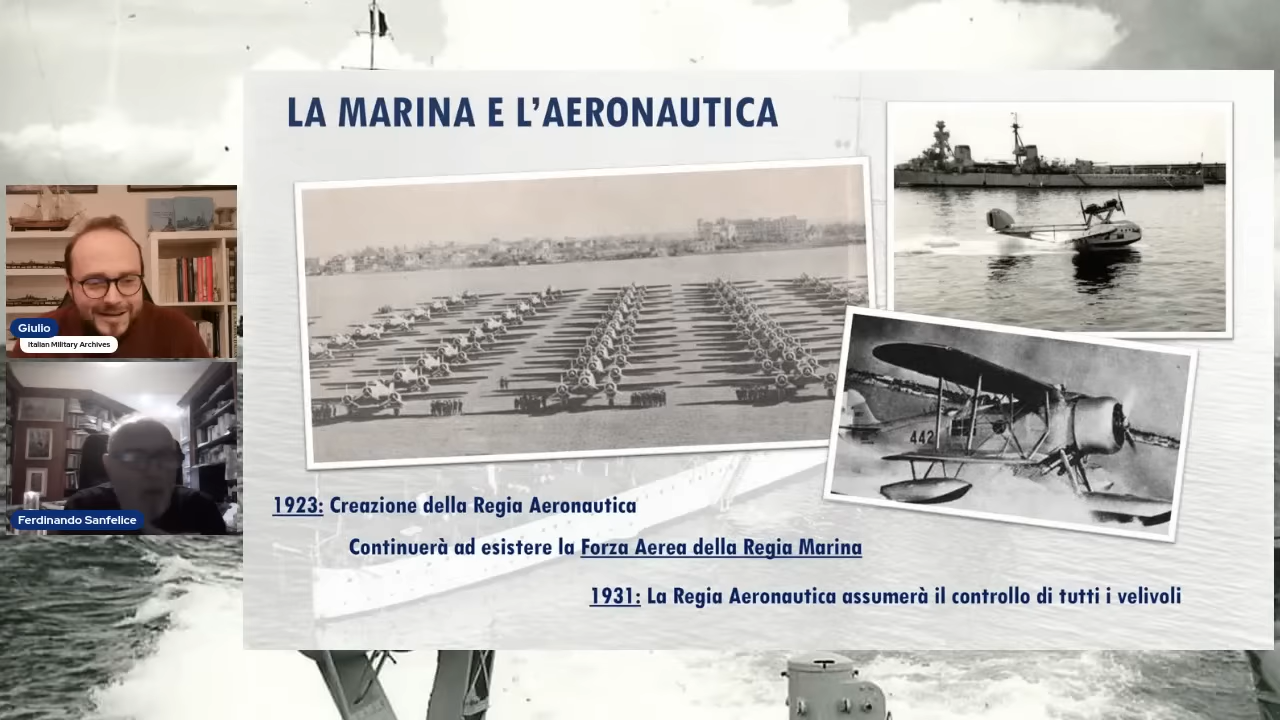 LA MARINA E L'AERONAUTICA
Giulio
Italian Military Archives
Ferdinando Sanfelice
442
1923: Creazione della Regia Aeronautica
Continuerà ad esistere la Forza Aerea della Regia Marina
1931: La Regia Aeronautica assumerà il controllo di tutti i velivoli